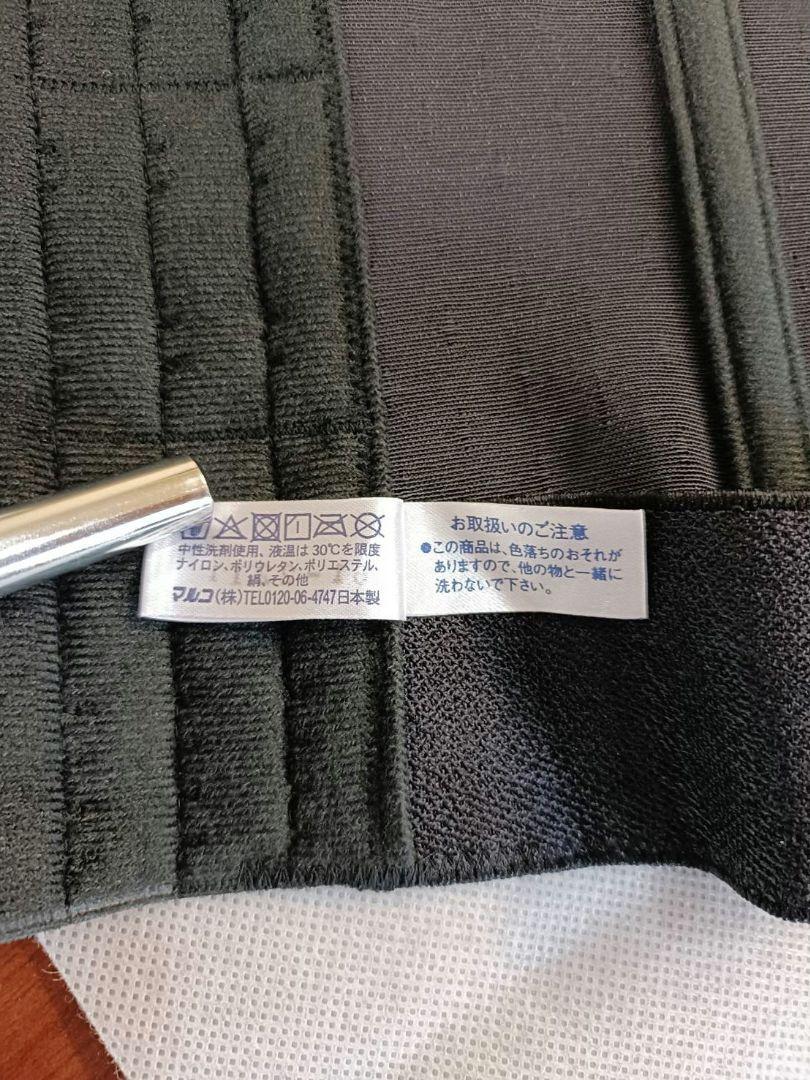 中性洗剤使用、液温は30℃を限度
ナイロン、ポリウレタン、ポリエステル、
絹、その他
マルコ(株)TEL0120-06-4747日本製
お取扱いのご注意
●この商品は、色落ちのおそれが
ありますので、他の物と一緒に
洗わないで下さい。